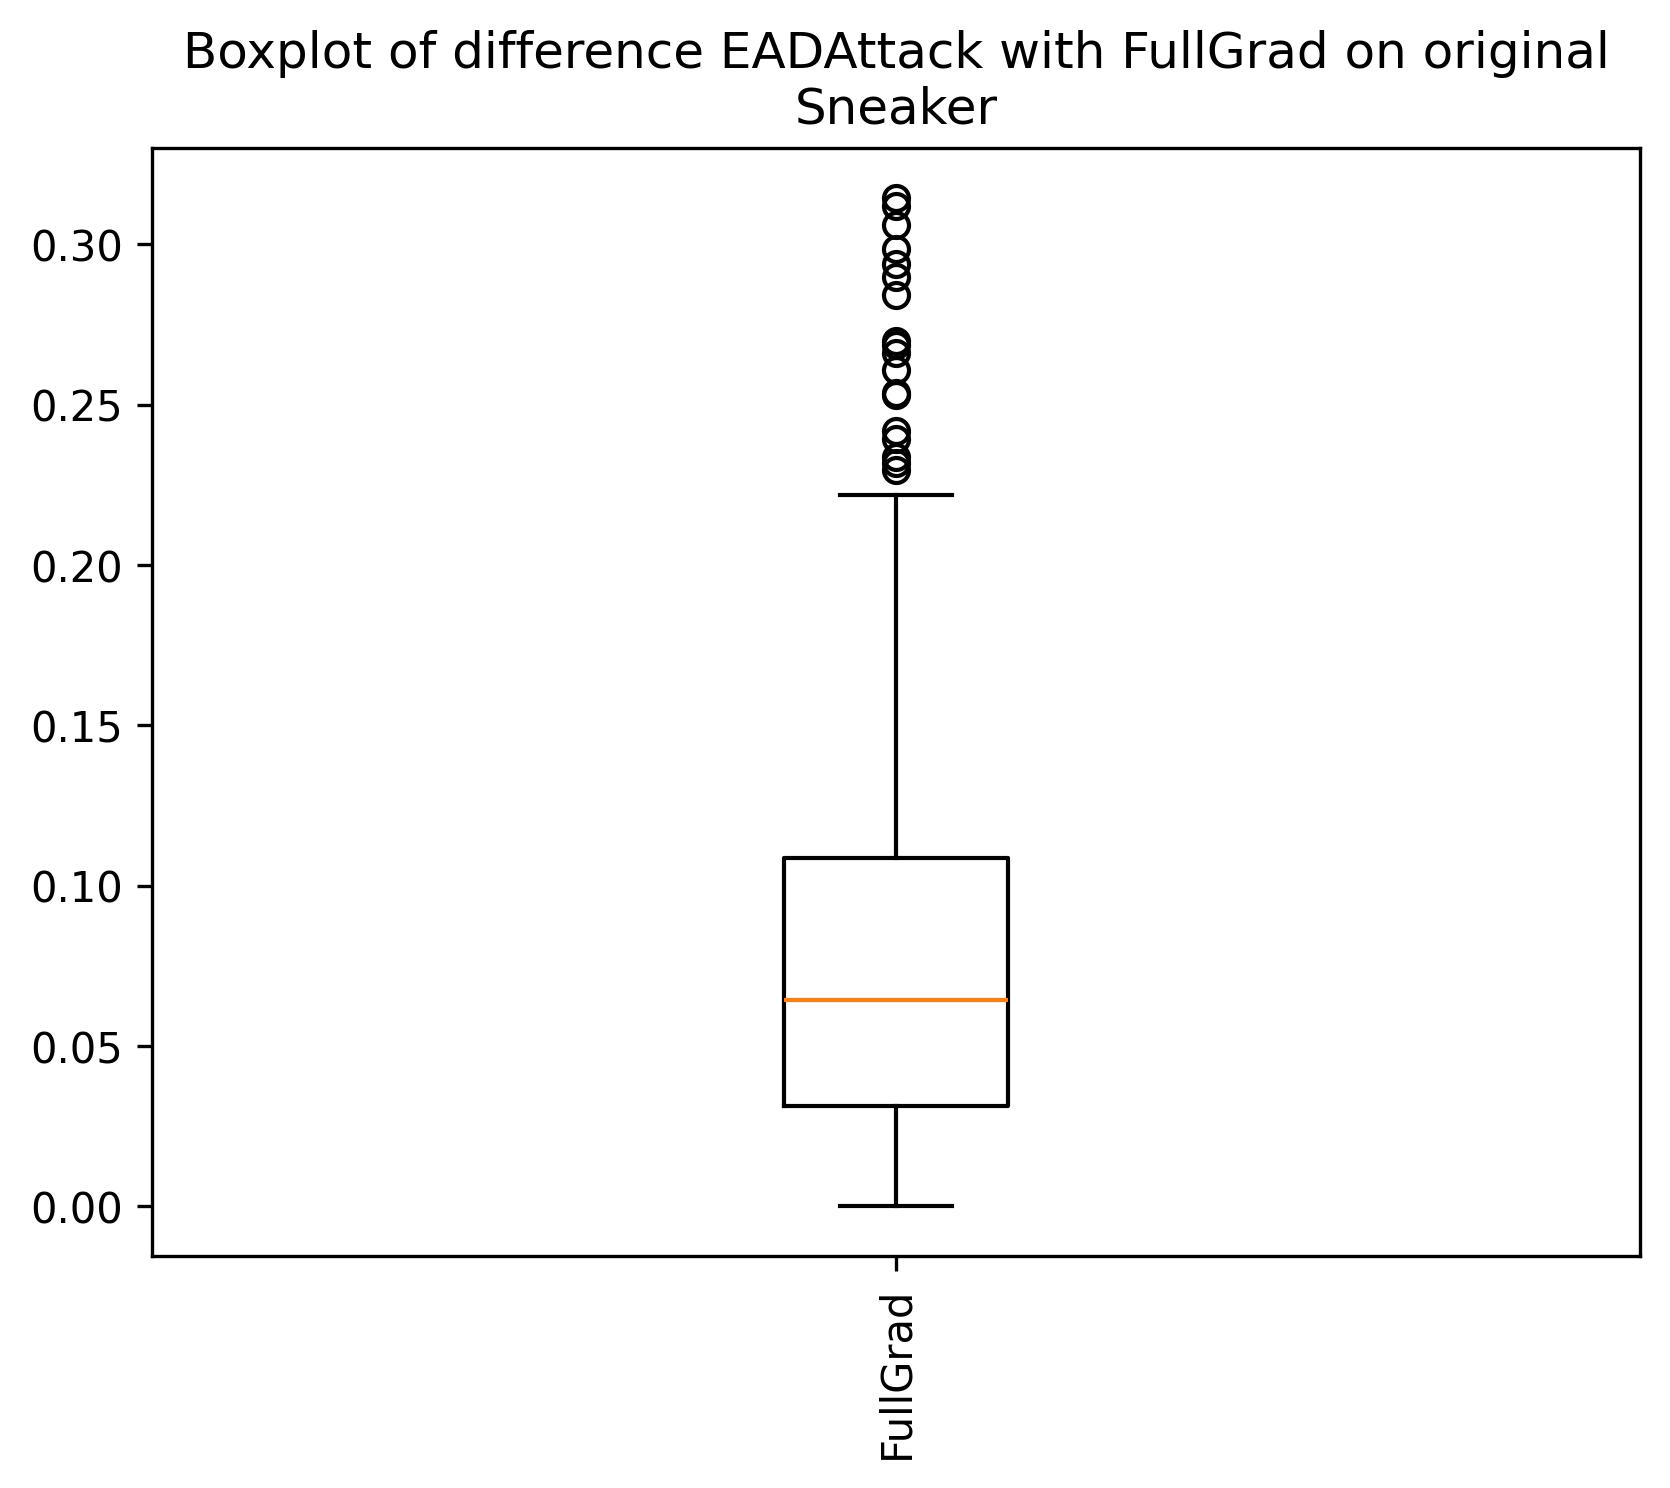 Boxplot of difference EADAttack with FullGrad on original
Sneaker
0.30
0.25
0.20
0.15
0.10
0.05
0.00
FullGrad